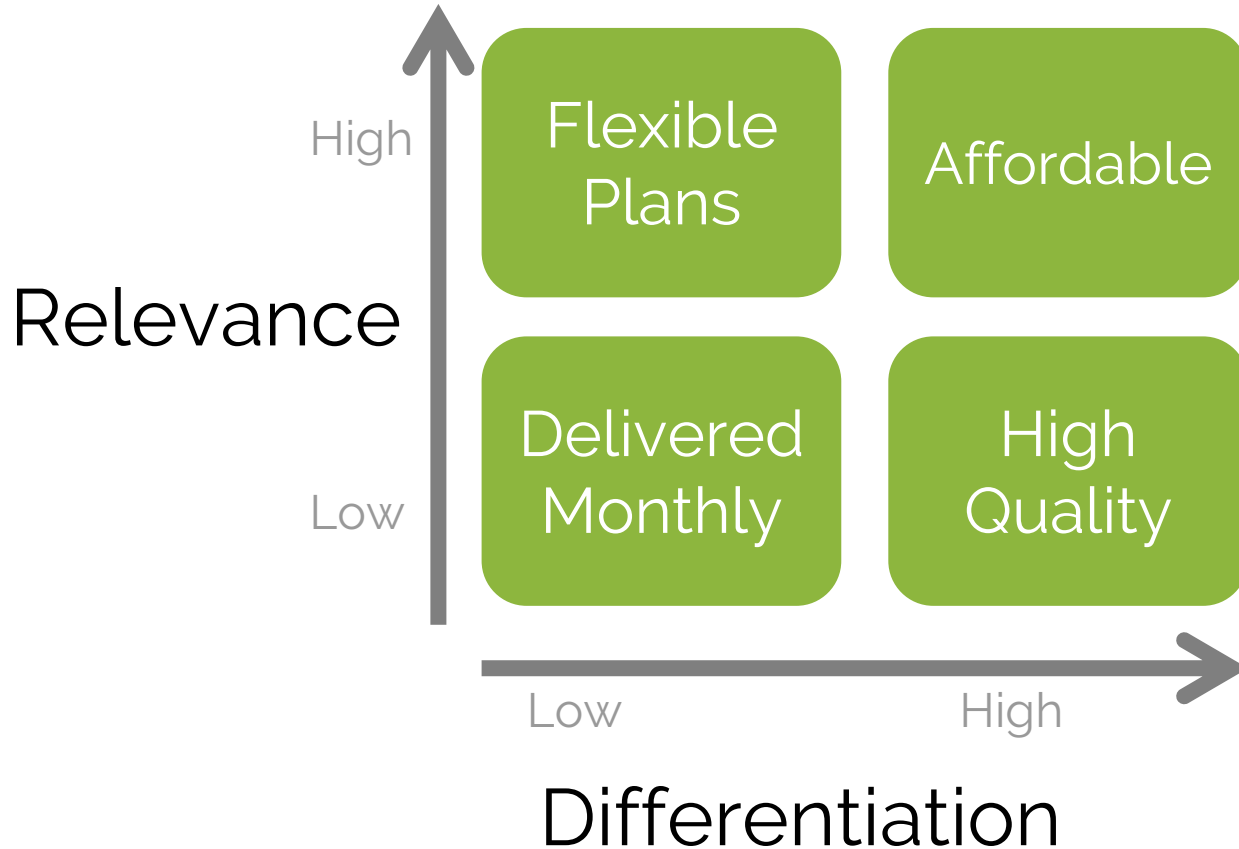 High
Flexible
Plans
Affordable
Relevance
Low
Delivered
Monthly
High
Quality
Low
High
Differentiation